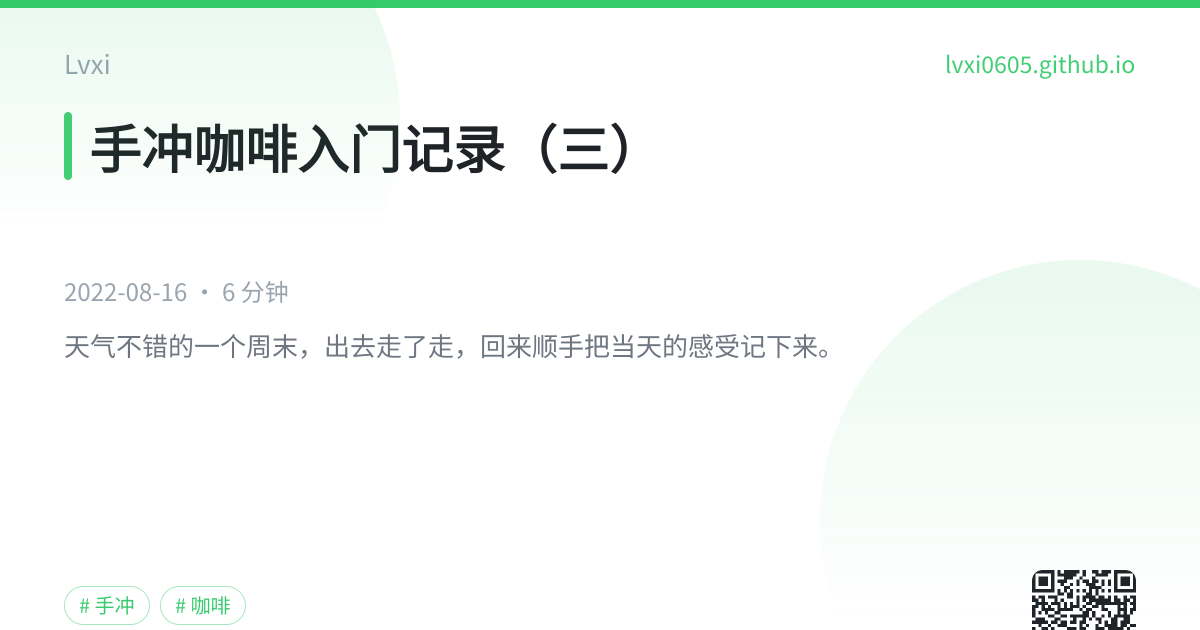 Lvxi
lvxi0605.github.io
手冲咖啡入门记录（三）
2022-08-16 · 6 分钟
天气不错的一个周末，出去走了走，回来顺手把当天的感受记下来。
# 手冲
# 咖啡